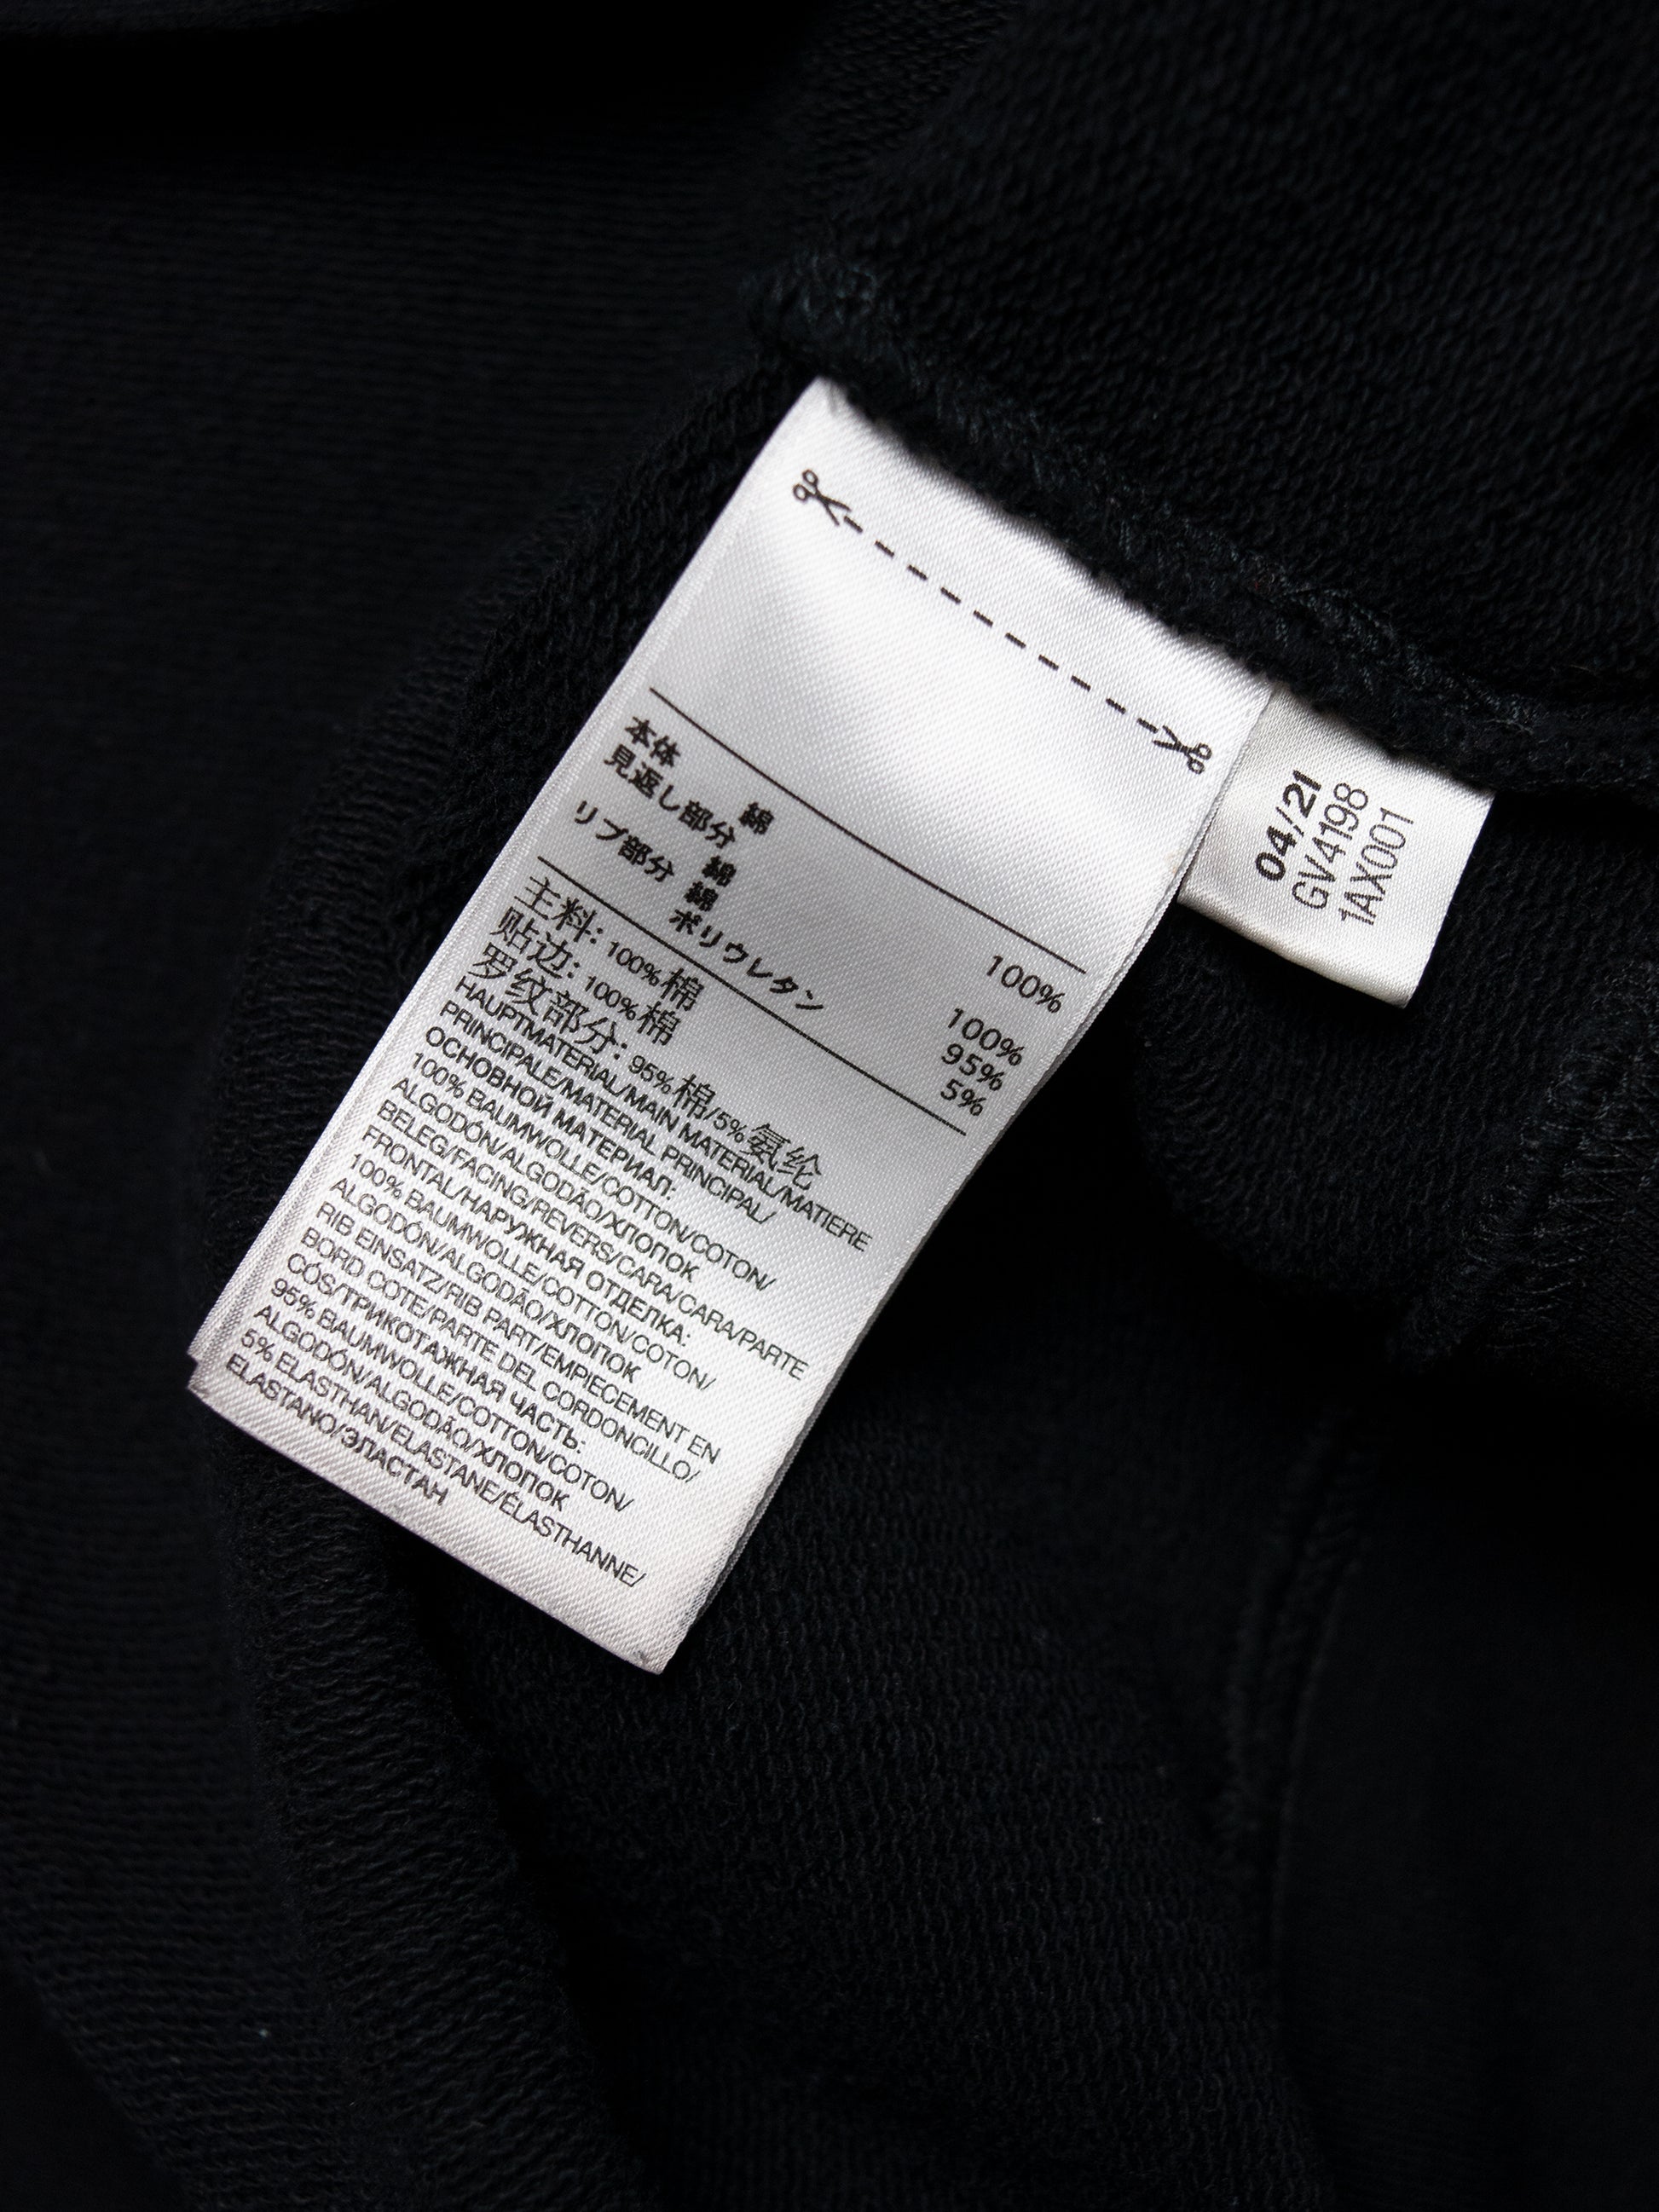 本体
綿 100%
見返し部分
綿 100%
リブ部分 綿 95%
ポリウレタン 5%
主料: 100%棉
贴边: 100%棉
罗纹部分: 95%棉/5%氨纶
HAUPTMATERIAL/MAIN MATERIAL/MATIERE
PRINCIPALE/MATERIAL PRINCIPAL/
ОСНОВНОЙ МАТЕРИАЛ:
100% BAUMWOLLE/COTTON/COTON/
ALGODÓN/ALGODÃO/ХЛОПОК
BELEG/FACING/REVERS/CARA/CARA/PARTE
FRONTAL/НАРУЖНАЯ ОТДЕЛКА:
100% BAUMWOLLE/COTTON/COTON/
ALGODÓN/ALGODÃO/ХЛОПОК
RIB EINSATZ/RIB PART/EMPIECEMENT EN
BORD COTE/PARTE DEL CORDONCILLO/
CÓS/ТРИКОТАЖНАЯ ЧАСТЬ:
95% BAUMWOLLE/COTTON/COTON/
ALGODÓN/ALGODÃO/ХЛОПОК
5% ELASTHAN/ELASTANE/ÉLASTHANNE/
ELASTANO/ЭЛАСТАН
04/21
GV4198
1AX001